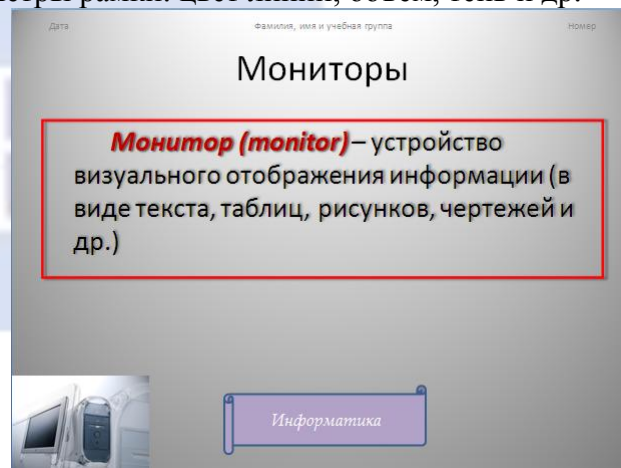 рамки: цвет линии, объем, тень и др.
Дата Фамилия, имя и учебная группа Номер
Мониторы
Монитор (monitor) – устройство
визуального отображения информации (в
виде текста, таблиц, рисунков, чертежей и
др.)
Информатика